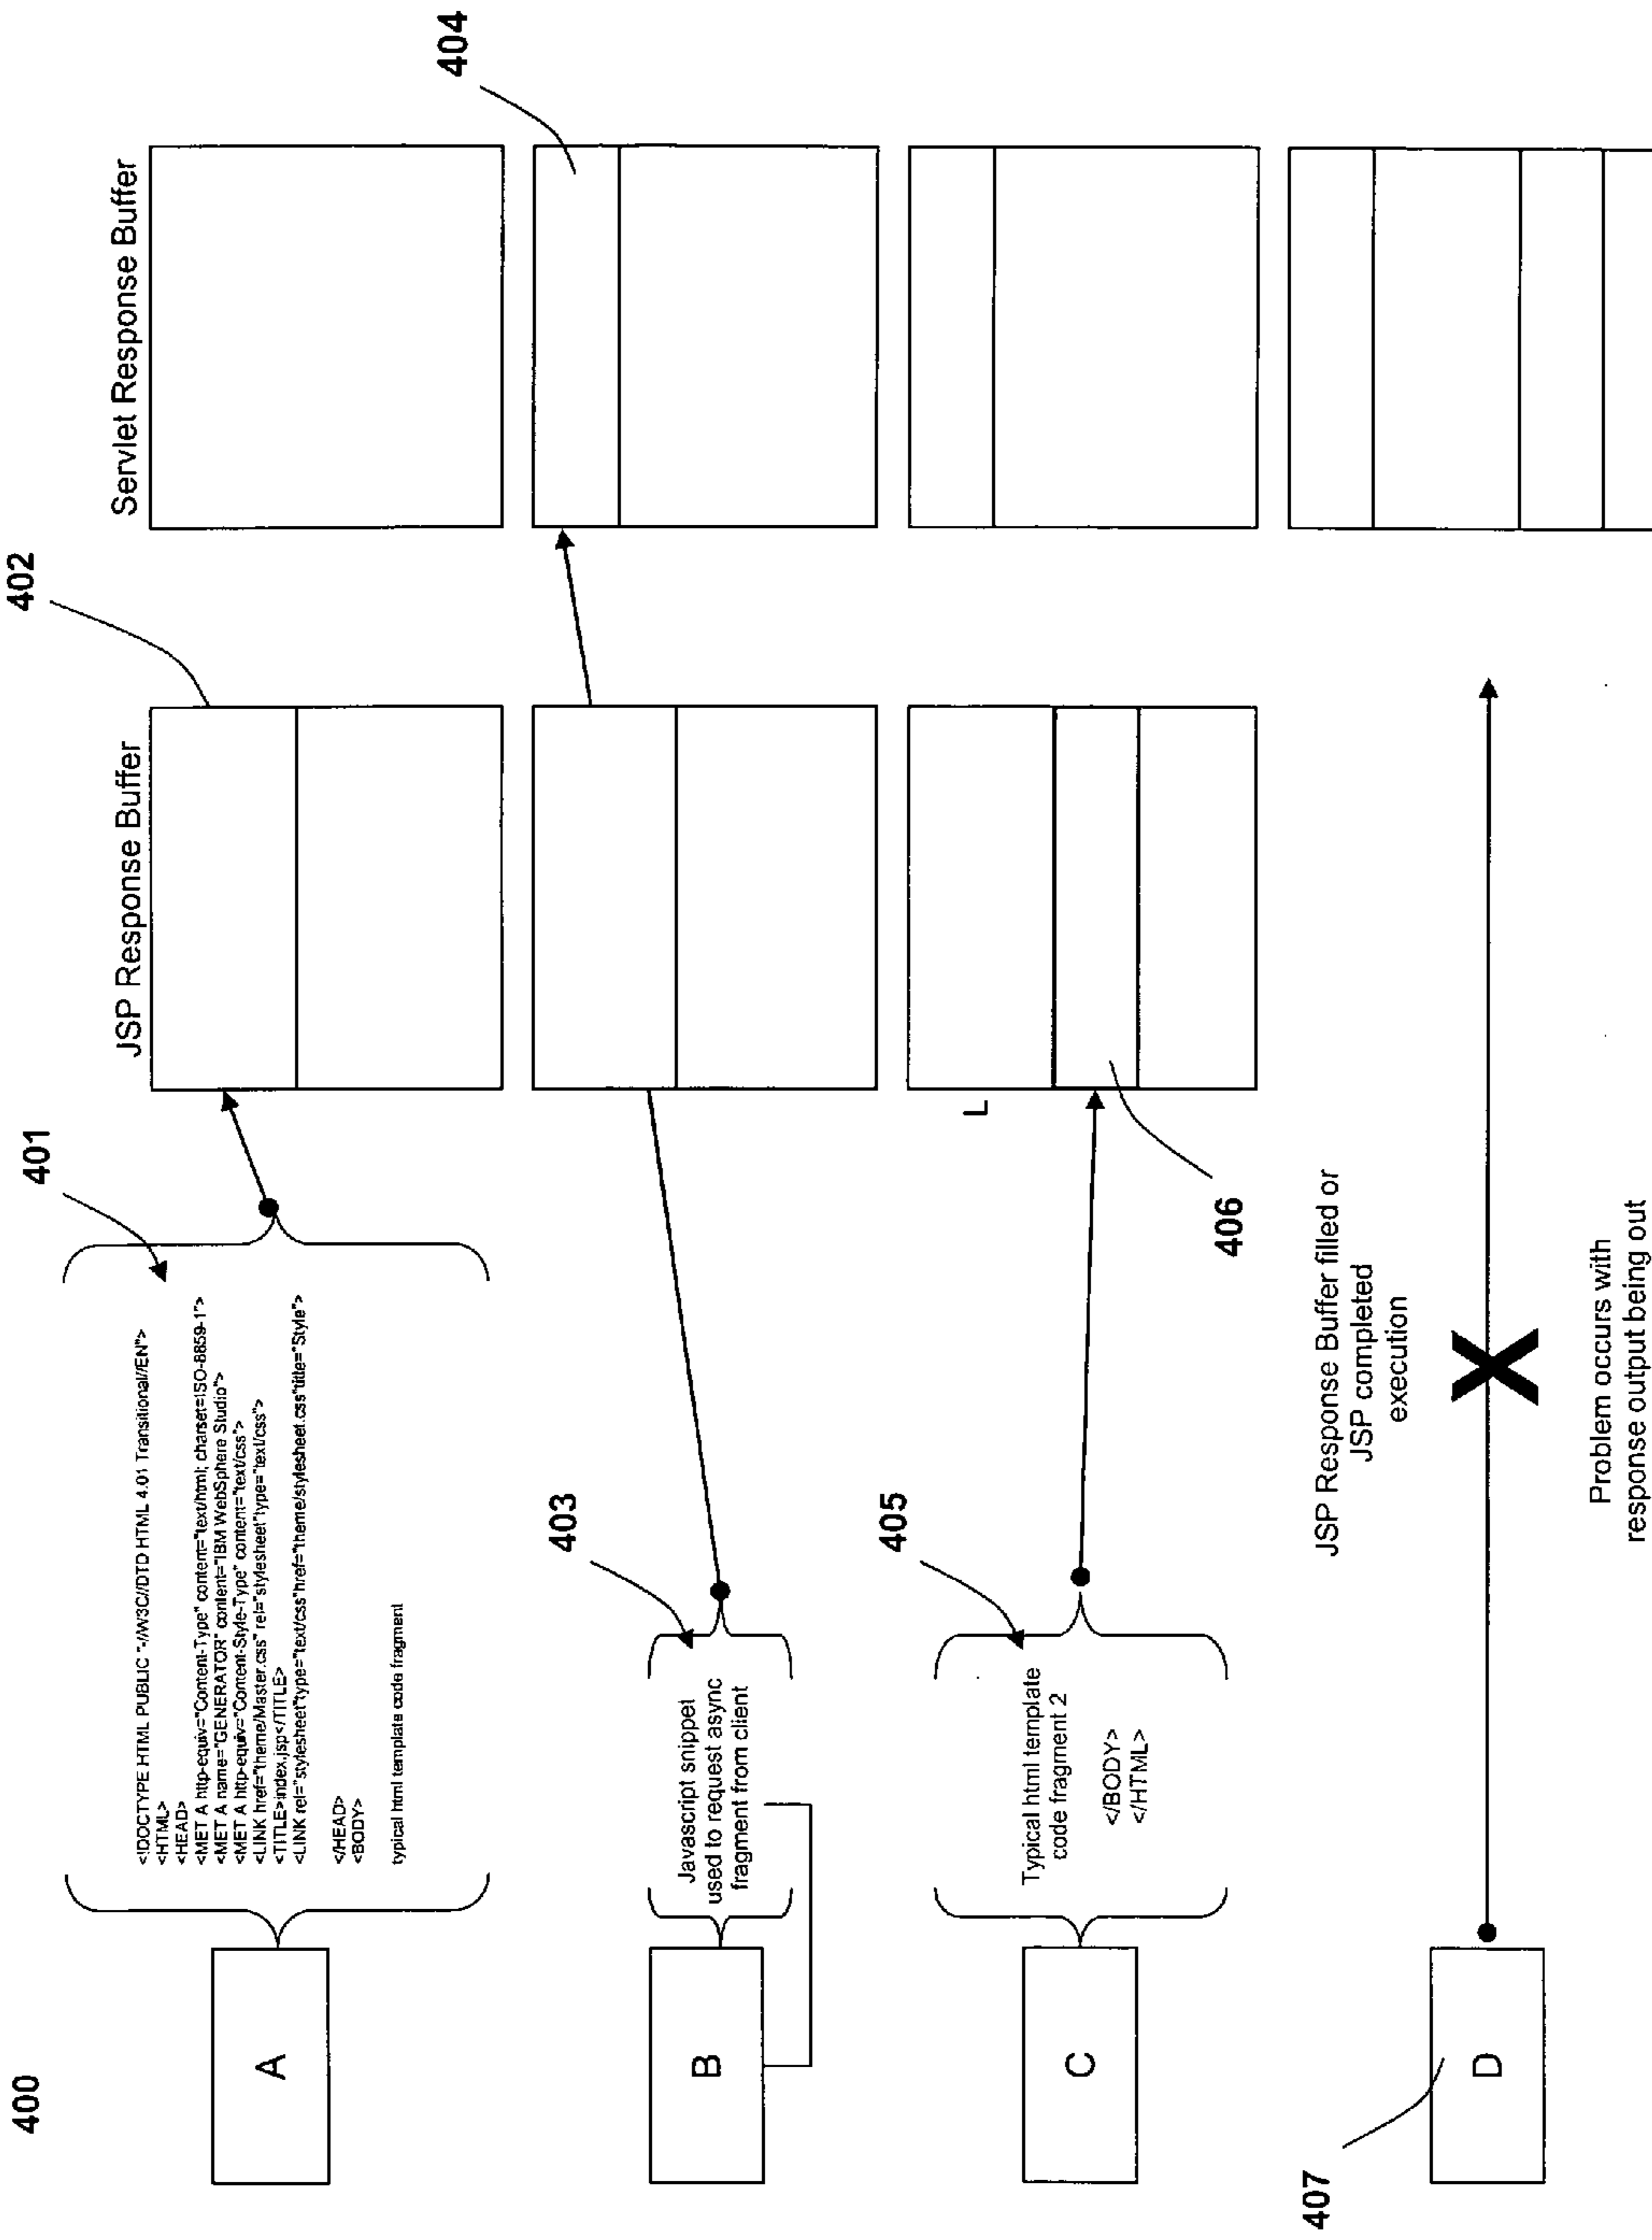 400
401
402
JSP Response Buffer
Servlet Response Buffer
A
<!DOCTYPE HTML PUBLIC "-//W3C//DTD HTML 4.01 Transitional//EN">
<HTML>
<HEAD>
<MET A http-equiv="Content-Type" content="text/html; charset=ISO-8859-1">
<MET A name="GENERATOR" content="IBM WebSphere Studio">
<MET A http-equiv="Content-Style-Type" content="text/css">
<LINK href="theme/Master.css" rel="stylesheet"type="text/css">
<TITLE>index.jsp</TITLE>
<LINK rel="stylesheet"type="text/css"href="theme/stylesheet.css"title="Style">
</HEAD>
<BODY>
typical html template code fragment
403
404
B
Javascript snippet
used to request async
fragment from client
405
406
C
Typical html template
code fragment 2
</BODY>
</HTML>
L
407
D
JSP Response Buffer filled or
JSP completed
execution
X
Problem occurs with
response output being out